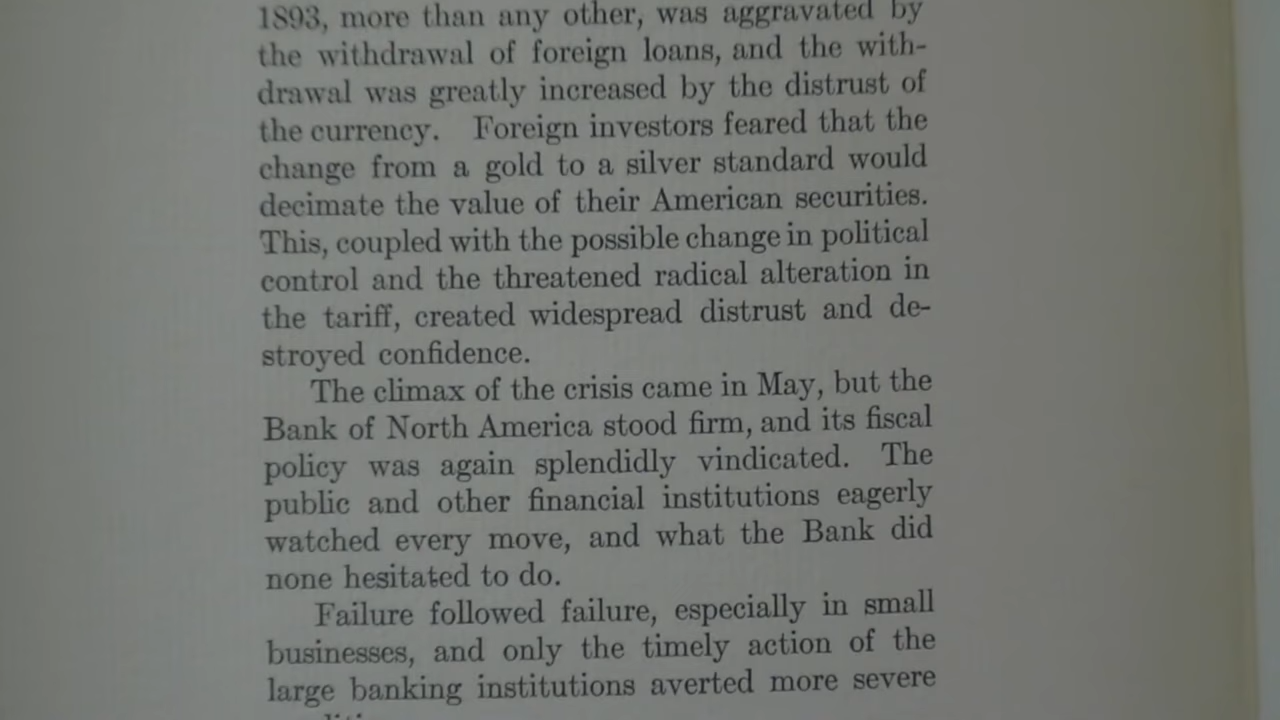 1893, more than any other, was aggravated by
the withdrawal of foreign loans, and the with-
drawal was greatly increased by the distrust of
the currency. Foreign investors feared that the
change from a gold to a silver standard would
decimate the value of their American securities.
This, coupled with the possible change in political
control and the threatened radical alteration in
the tariff, created widespread distrust and de-
stroyed confidence.
The climax of the crisis came in May, but the
Bank of North America stood firm, and its fiscal
policy was again splendidly vindicated. The
public and other financial institutions eagerly
watched every move, and what the Bank did
none hesitated to do.
Failure followed failure, especially in small
businesses, and only the timely action of the
large banking institutions averted more severe